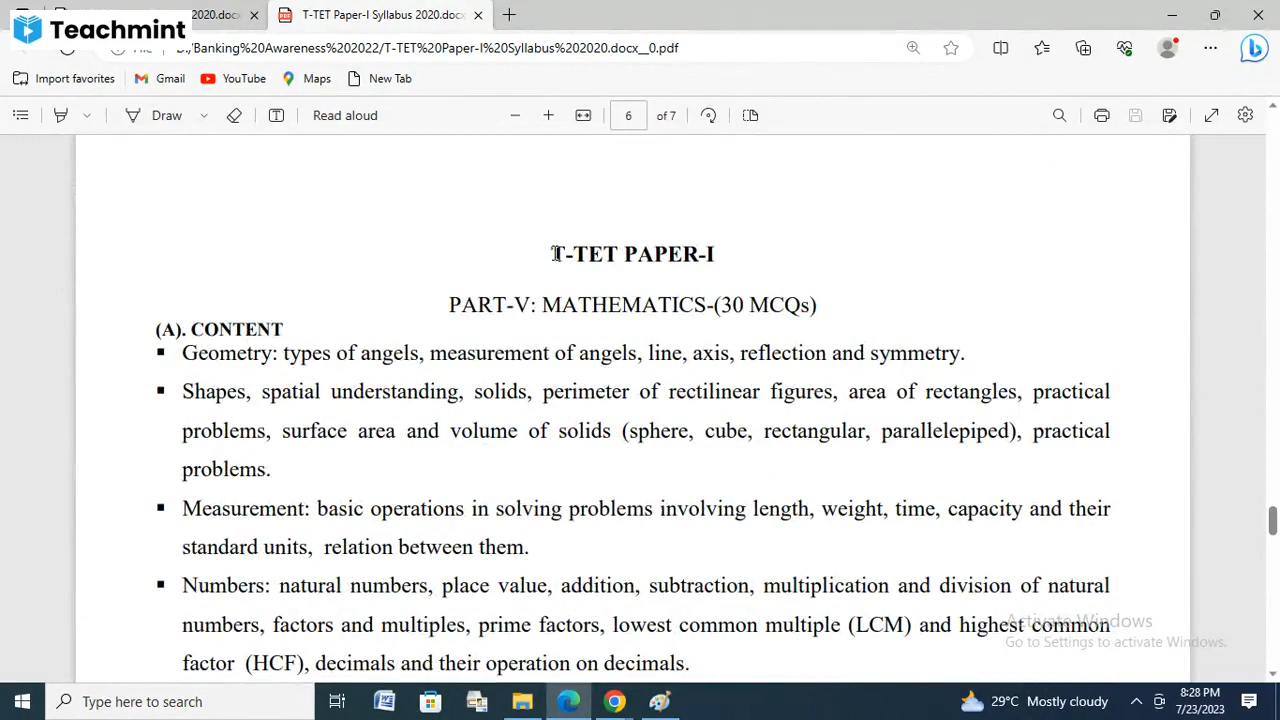 Teachmint
2020.docx
T-TET Paper-I Syllabus 2020.docx
D:/Banking%20Awareness%202022/T-TET%20Paper-I%20Syllabus%202020.docx__0.pdf
Import favorites
Gmail
YouTube
Maps
New Tab
Draw
Read aloud
6
of 7
T-TET PAPER-I
PART-V: MATHEMATICS-(30 MCQs)
(A). CONTENT
Geometry: types of angels, measurement of angels, line, axis, reflection and symmetry.
Shapes, spatial understanding, solids, perimeter of rectilinear figures, area of rectangles, practical
problems, surface area and volume of solids (sphere, cube, rectangular, parallelepiped), practical
problems.
Measurement: basic operations in solving problems involving length, weight, time, capacity and their
standard units, relation between them.
Numbers: natural numbers, place value, addition, subtraction, multiplication and division of natural
numbers, factors and multiples, prime factors, lowest common multiple (LCM) and highest common
factor (HCF), decimals and their operation on decimals.
Activate Windows
Go to Settings to activate Windows.
Type here to search
29°C Mostly cloudy
8:28 PM
7/23/2023